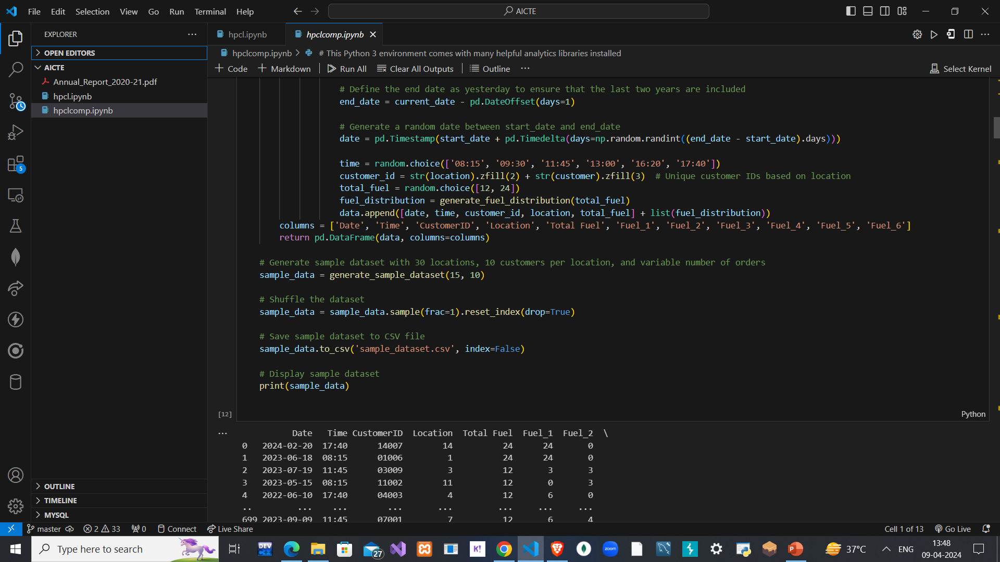 File Edit Selection View Go Run Terminal Help
AICTE
EXPLORER
OPEN EDITORS
AICTE
Annual_Report_2020-21.pdf
hpcl.ipynb
hpclcomp.ipynb
OUTLINE
TIMELINE
MYSQL
hpcl.ipynb
hpclcomp.ipynb
hpclcomp.ipynb > # This Python 3 environment comes with many helpful analytics libraries installed
+ Code + Markdown Run All Clear All Outputs Outline ... Select Kernel
# Define the end date as yesterday to ensure that the last two years are included
end_date = current_date - pd.DateOffset(days=1)
# Generate a random date between start_date and end_date
date = pd.Timestamp(start_date + pd.Timedelta(days=np.random.randint((end_date - start_date).days)))
time = random.choice(['08:15', '09:30', '11:45', '13:00', '16:20', '17:40'])
customer_id = str(location).zfill(2) + str(customer).zfill(3)  # Unique customer IDs based on location
total_fuel = random.choice([12, 24])
fuel_distribution = generate_fuel_distribution(total_fuel)
data.append([date, time, customer_id, location, total_fuel] + list(fuel_distribution))
columns = ['Date', 'Time', 'CustomerID', 'Location', 'Total Fuel', 'Fuel_1', 'Fuel_2', 'Fuel_3', 'Fuel_4', 'Fuel_5', 'Fuel_6']
return pd.DataFrame(data, columns=columns)
# Generate sample dataset with 30 locations, 10 customers per location, and variable number of orders
sample_data = generate_sample_dataset(15, 10)
# Shuffle the dataset
sample_data = sample_data.sample(frac=1).reset_index(drop=True)
# Save sample dataset to CSV file
sample_data.to_csv('sample_dataset.csv', index=False)
# Display sample dataset
print(sample_data)
[12]
Python
... Date Time CustomerID Location Total Fuel Fuel_1 Fuel_2 \
0 2024-02-20 17:40 14007 14 24 24 0
1 2023-06-18 08:15 01006 1 24 24 0
2 2023-07-19 11:45 03009 3 12 3 3
3 2023-05-15 08:15 11002 11 12 0 3
4 2022-06-10 17:40 04003 4 12 6 0
.. ... ... ... ... ... ... ...
699 2023-09-09 11:45 07001 7 12 6 4
5
master 2 33 0 Connect Live Share Cell 1 of 13 Go Live
Type here to search
DEV
C++
27
K!
zoom
P
37°C ENG
13:48
09-04-2024